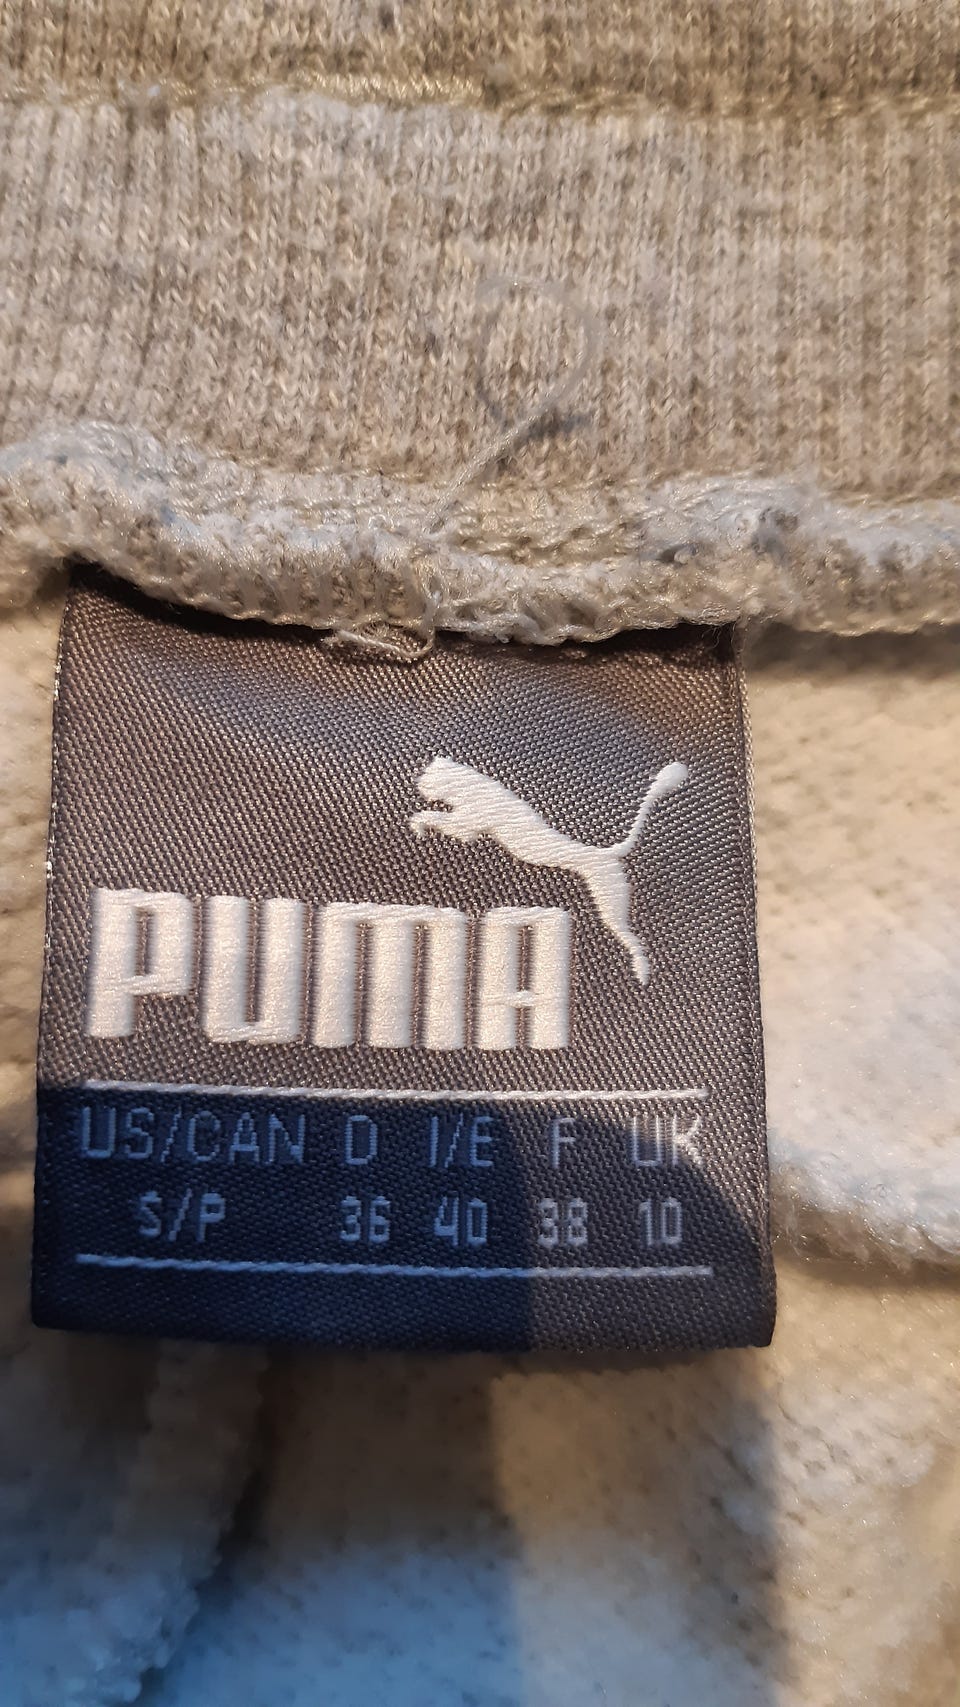 PUMA
US/CAN D I/E F UK
S/P 36 40 38 10